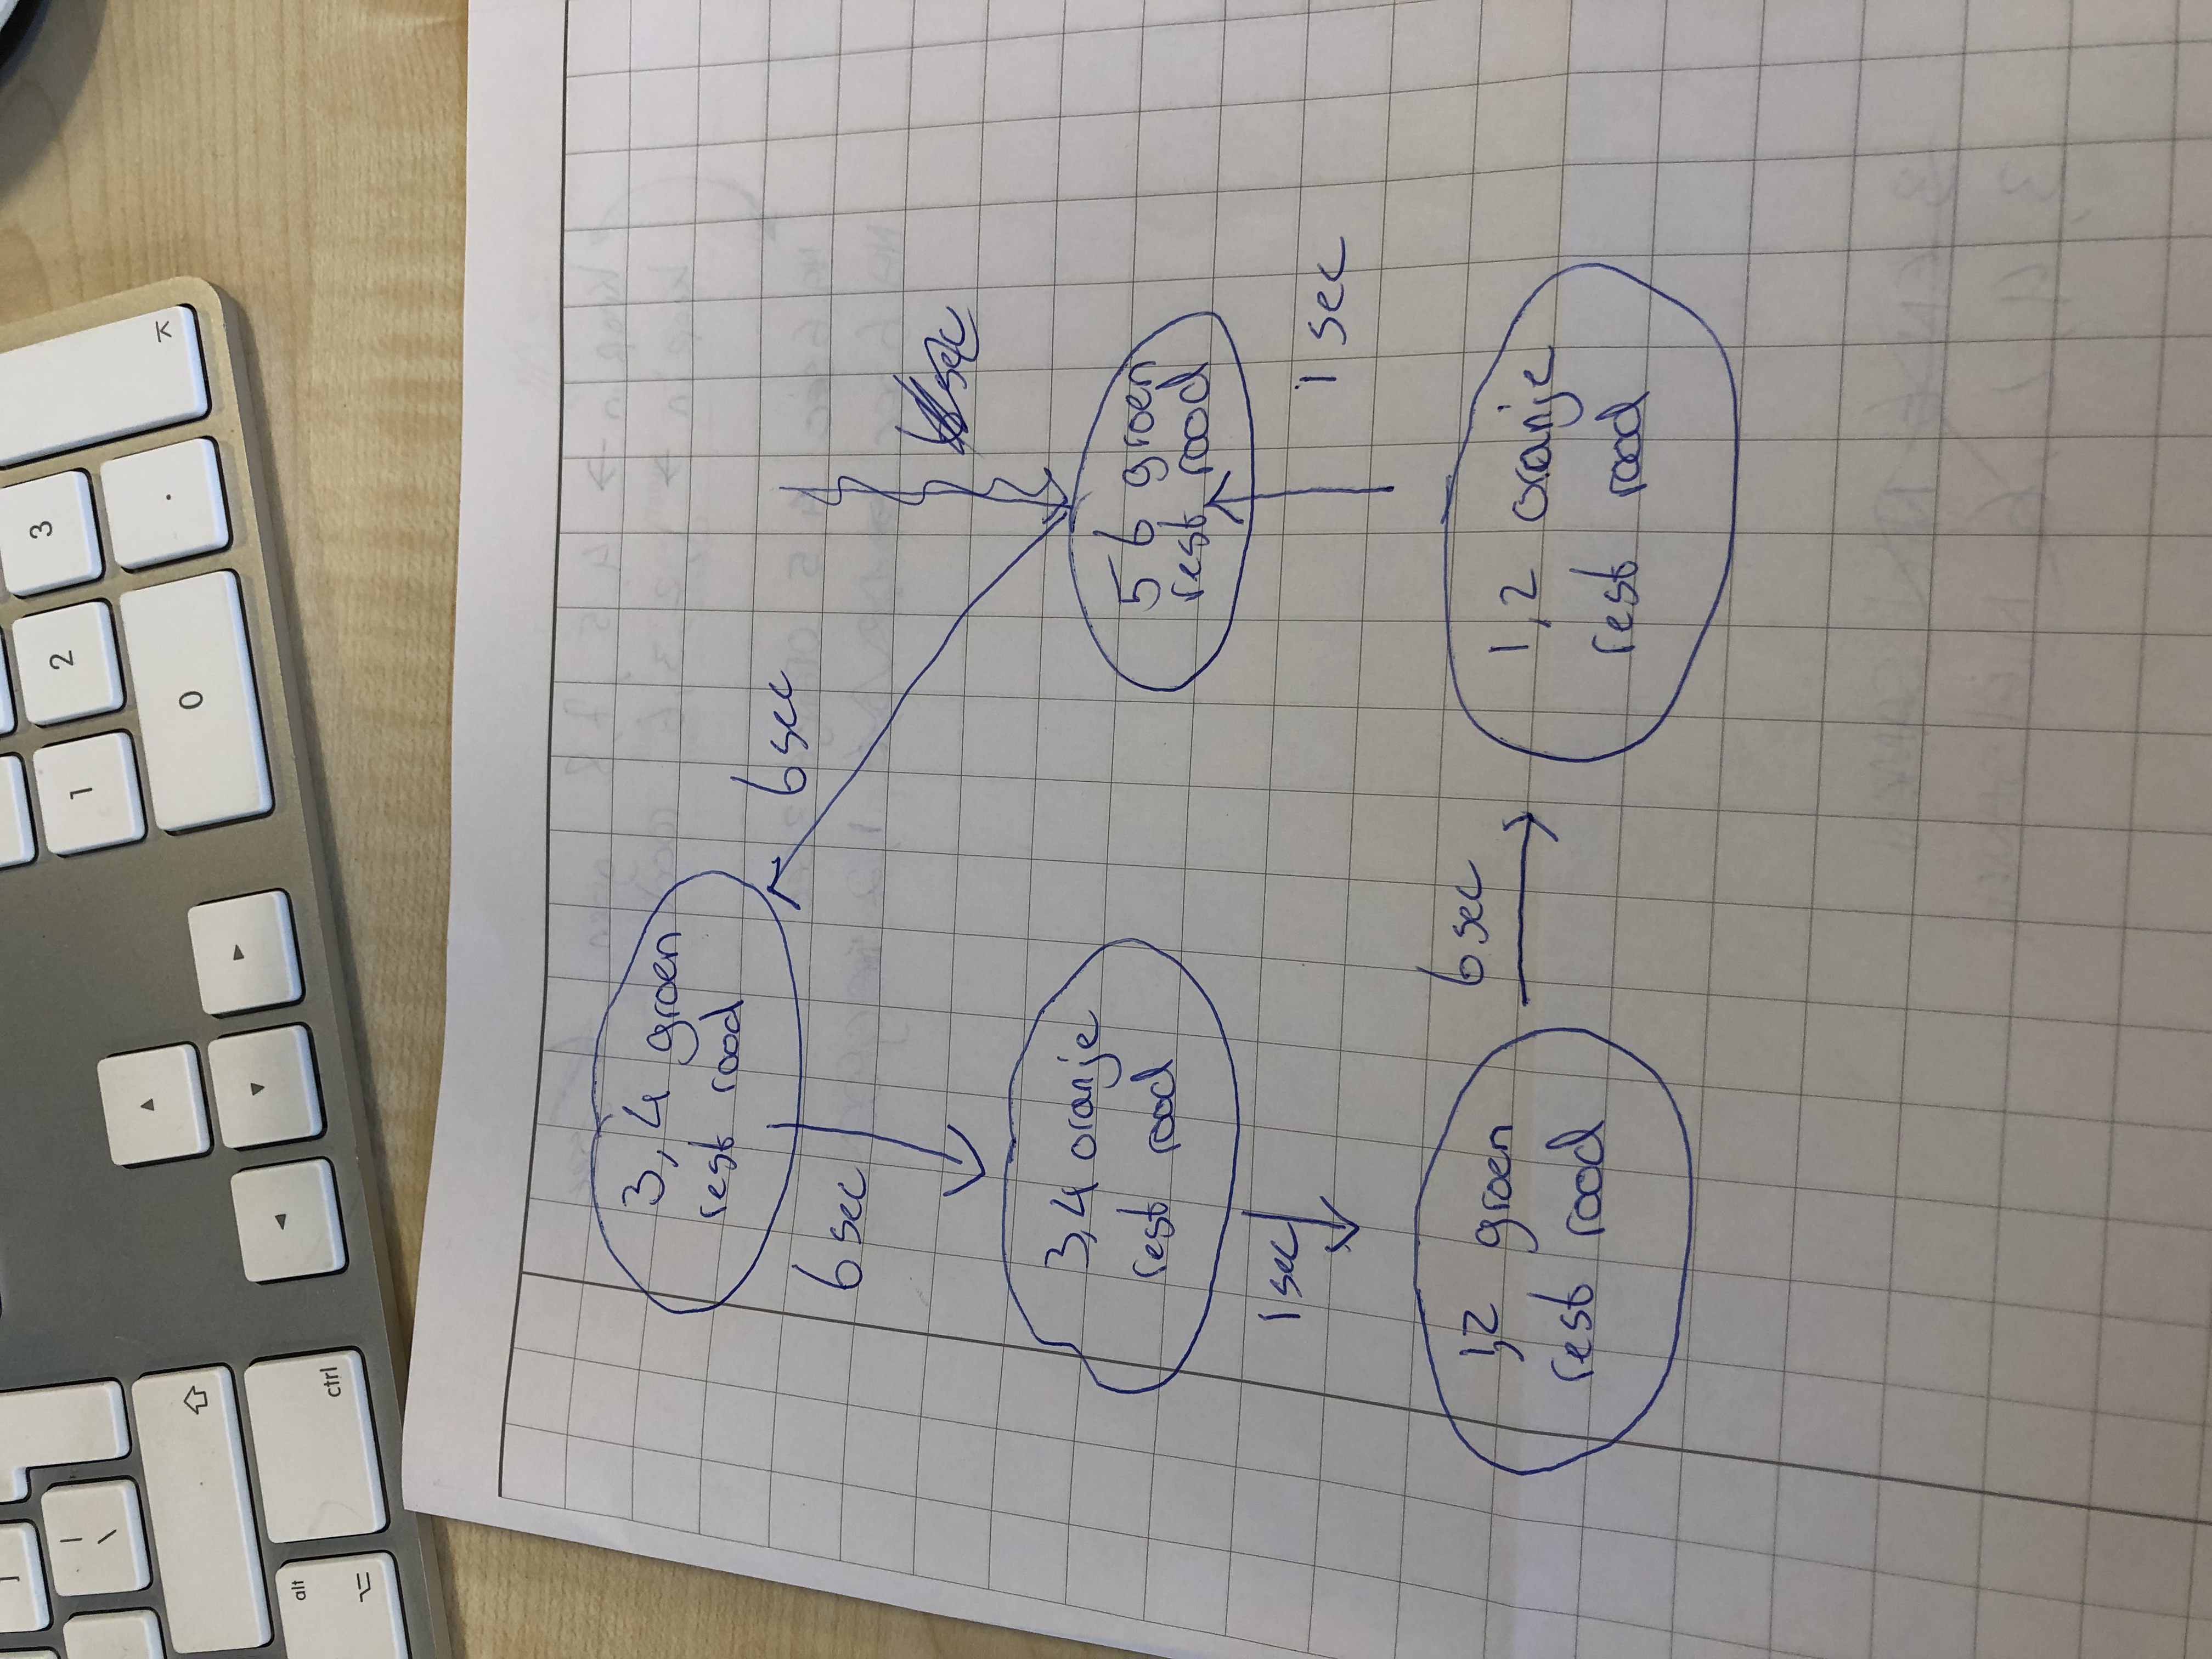 1
2
3
0
.
|
\
]
alt
ctrl
3, 4 groen
rest rood
6 sec
6 sec
3,4 oranje
rest rood
5 6 groen
rest rood
1 sec
1 sec
1,2 groen
rest rood
6 sec
1,2 oranje
rest rood